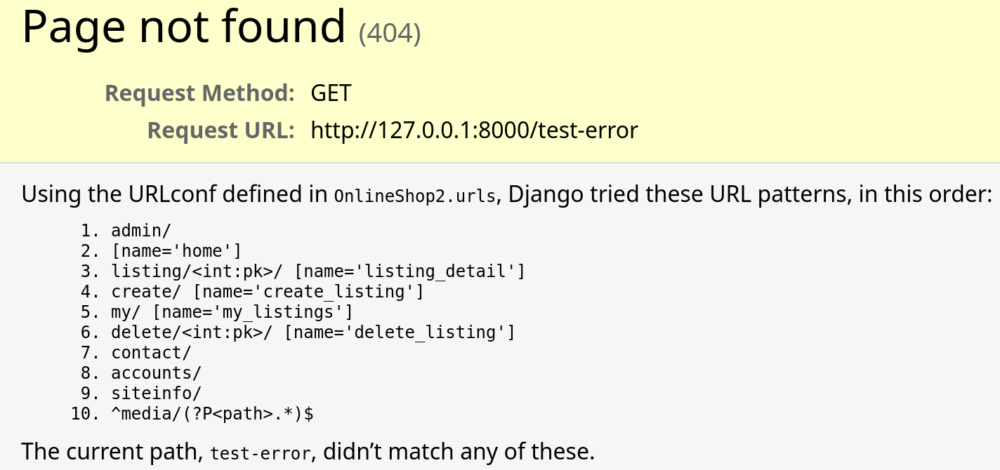 Page not found (404)
Request Method: GET
Request URL: http://127.0.0.1:8000/test-error
Using the URLconf defined in OnlineShop2.urls, Django tried these URL patterns, in this order:
1. admin/
2. [name='home']
3. listing/<int:pk>/ [name='listing_detail']
4. create/ [name='create_listing']
5. my/ [name='my_listings']
6. delete/<int:pk>/ [name='delete_listing']
7. contact/
8. accounts/
9. siteinfo/
10. ^media/(?P<path>.*)$
The current path, test-error, didn’t match any of these.